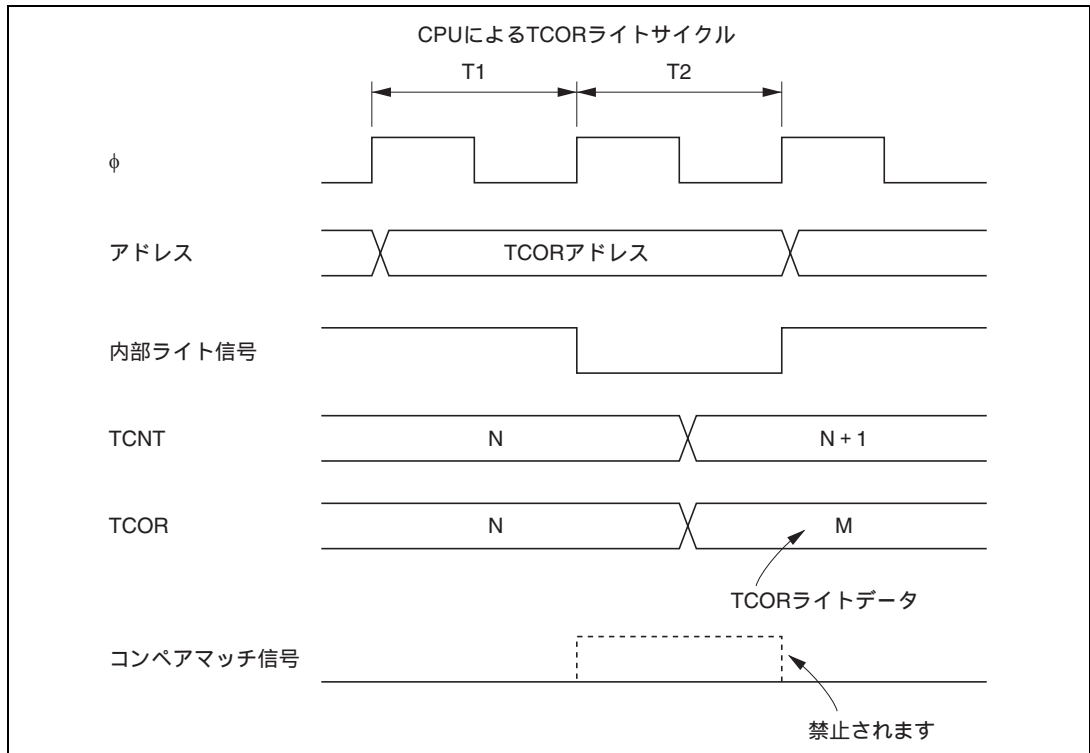 CPUによるTCORライトサイクル
T1 T2
φ
アドレス TCORアドレス
内部ライト信号
TCNT N N + 1
TCOR N M
TCORライトデータ
コンペアマッチ信号
禁止されます